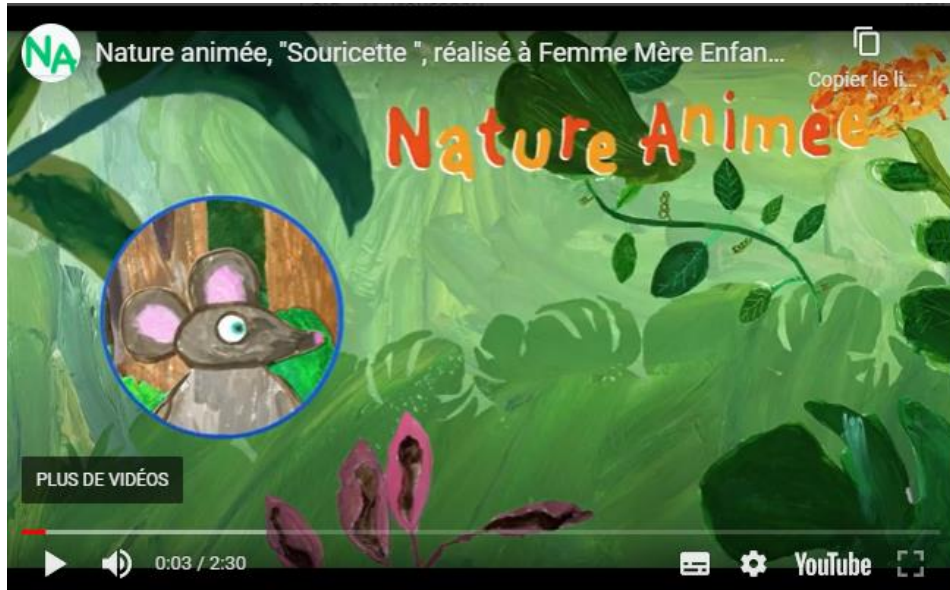 NA
Nature animée, "Souricette ", réalisé à Femme Mère Enfan...
Copier le li...
Nature Animée
PLUS DE VIDÉOS
0:03 / 2:30
YouTube